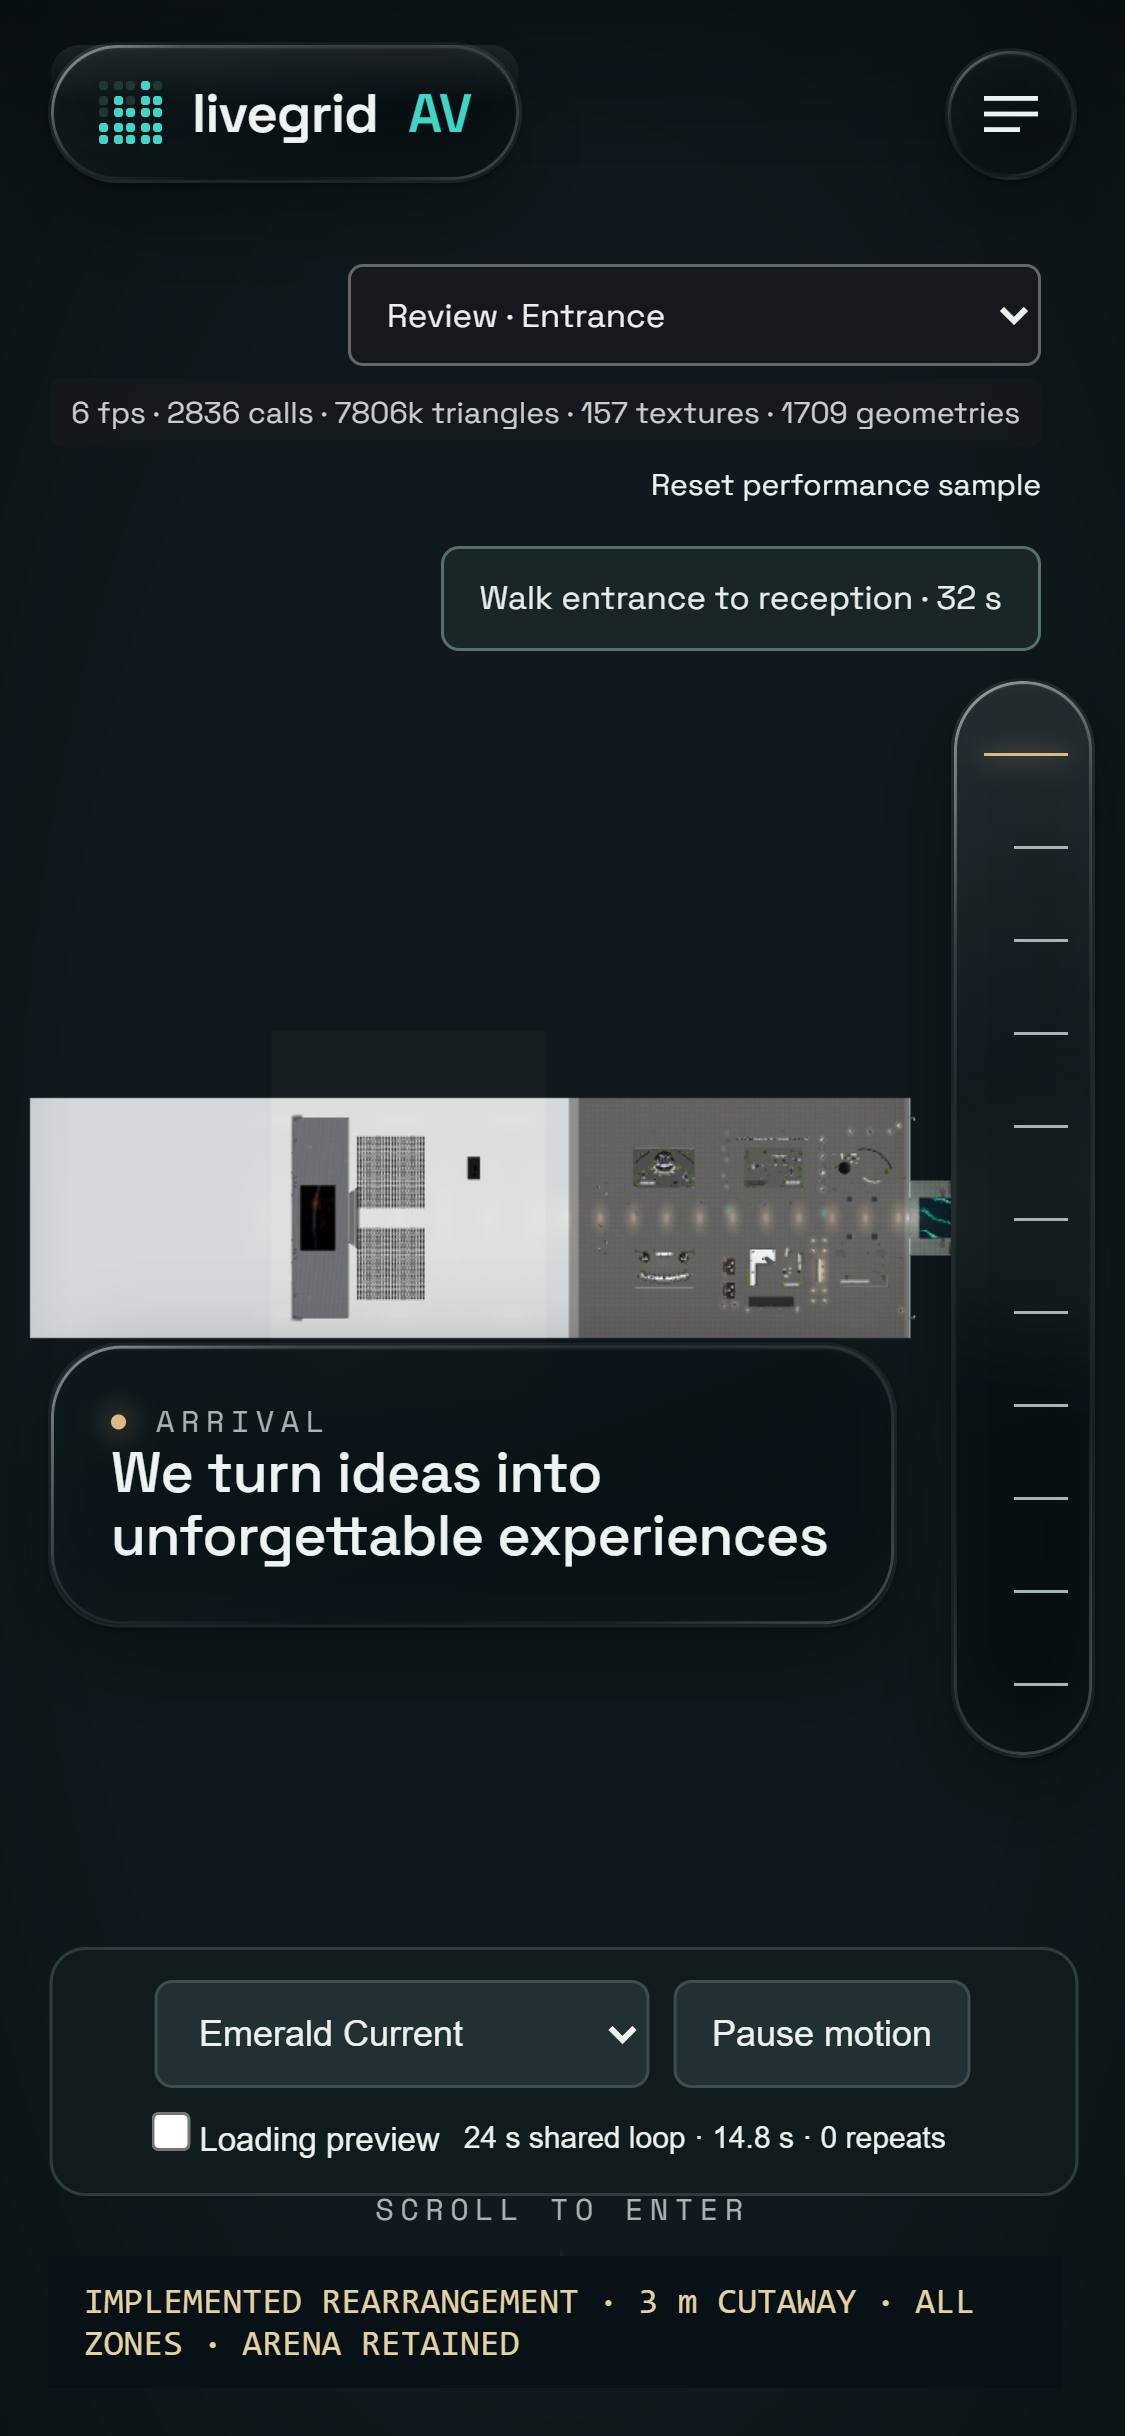 livegrid AV
Review · Entrance
6 fps · 2836 calls · 7806k triangles · 157 textures · 1709 geometries
Reset performance sample
Walk entrance to reception · 32 s
ARRIVAL
We turn ideas into
unforgettable experiences
Emerald Current
Pause motion
Loading preview 24 s shared loop · 14.8 s · 0 repeats
SCROLL TO ENTER
IMPLEMENTED REARRANGEMENT · 3 m CUTAWAY · ALL
ZONES · ARENA RETAINED